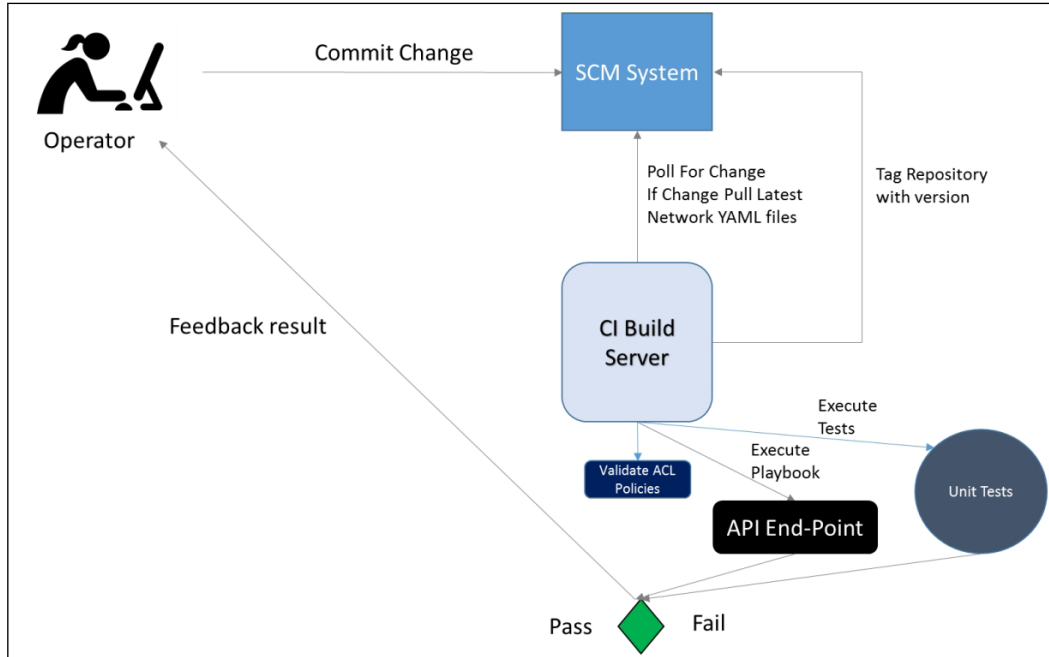 Commit Change
SCM System
Operator
Poll For Change
If Change Pull Latest
Network YAML files
Tag Repository
with version
Feedback result
CI Build
Server
Execute
Tests
Execute
Playbook
Validate ACL
Policies
Unit Tests
API End-Point
Pass
Fail